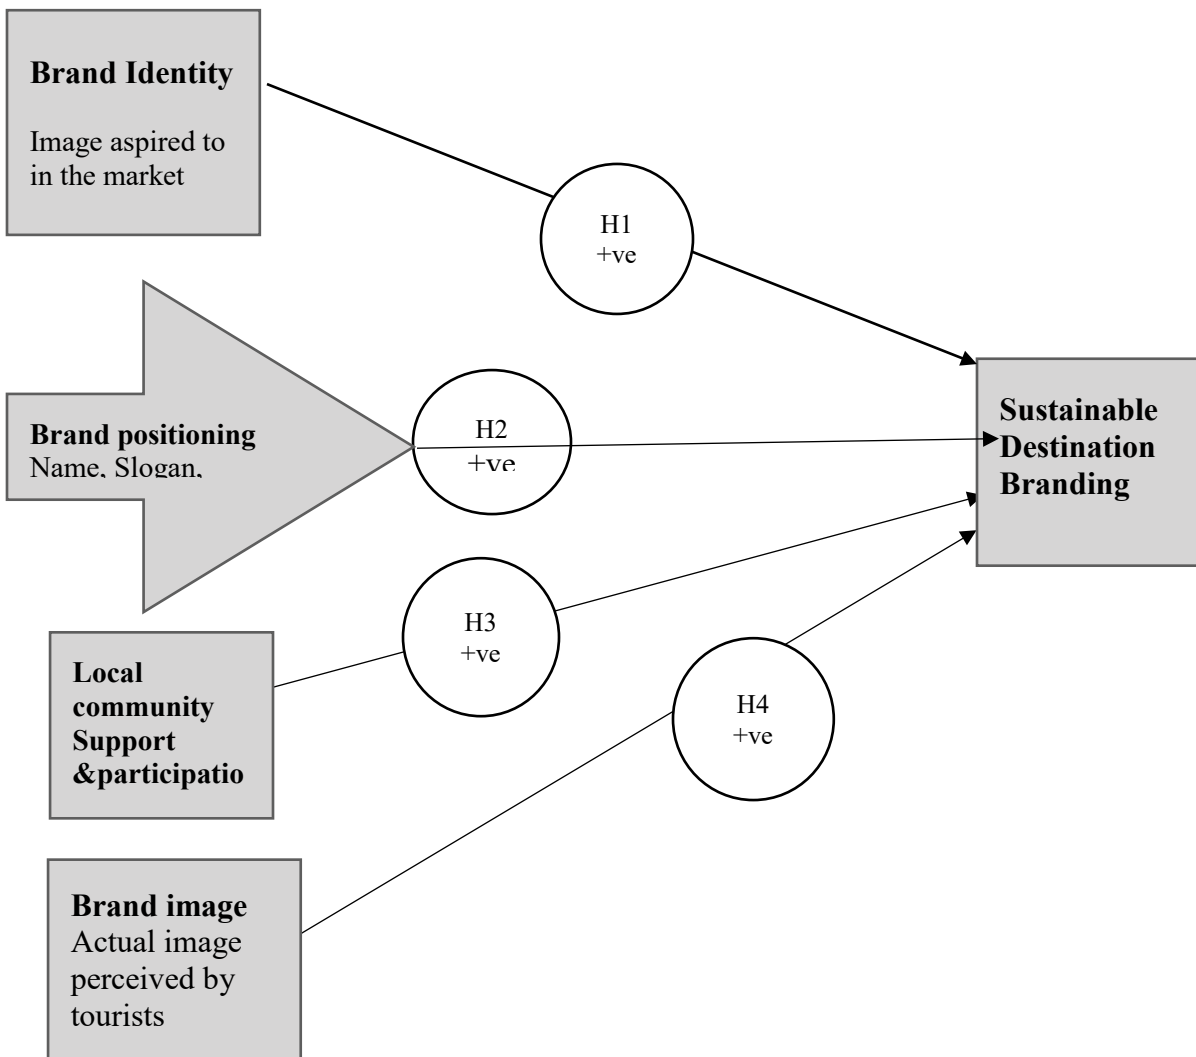 Brand Identity
Image aspired to
in the market
H1
+ve
Brand positioning
Name, Slogan,
H2
+ve
Sustainable
Destination
Branding
H3
+ve
Local
community
Support
&participatio
H4
+ve
Brand image
Actual image
perceived by
tourists